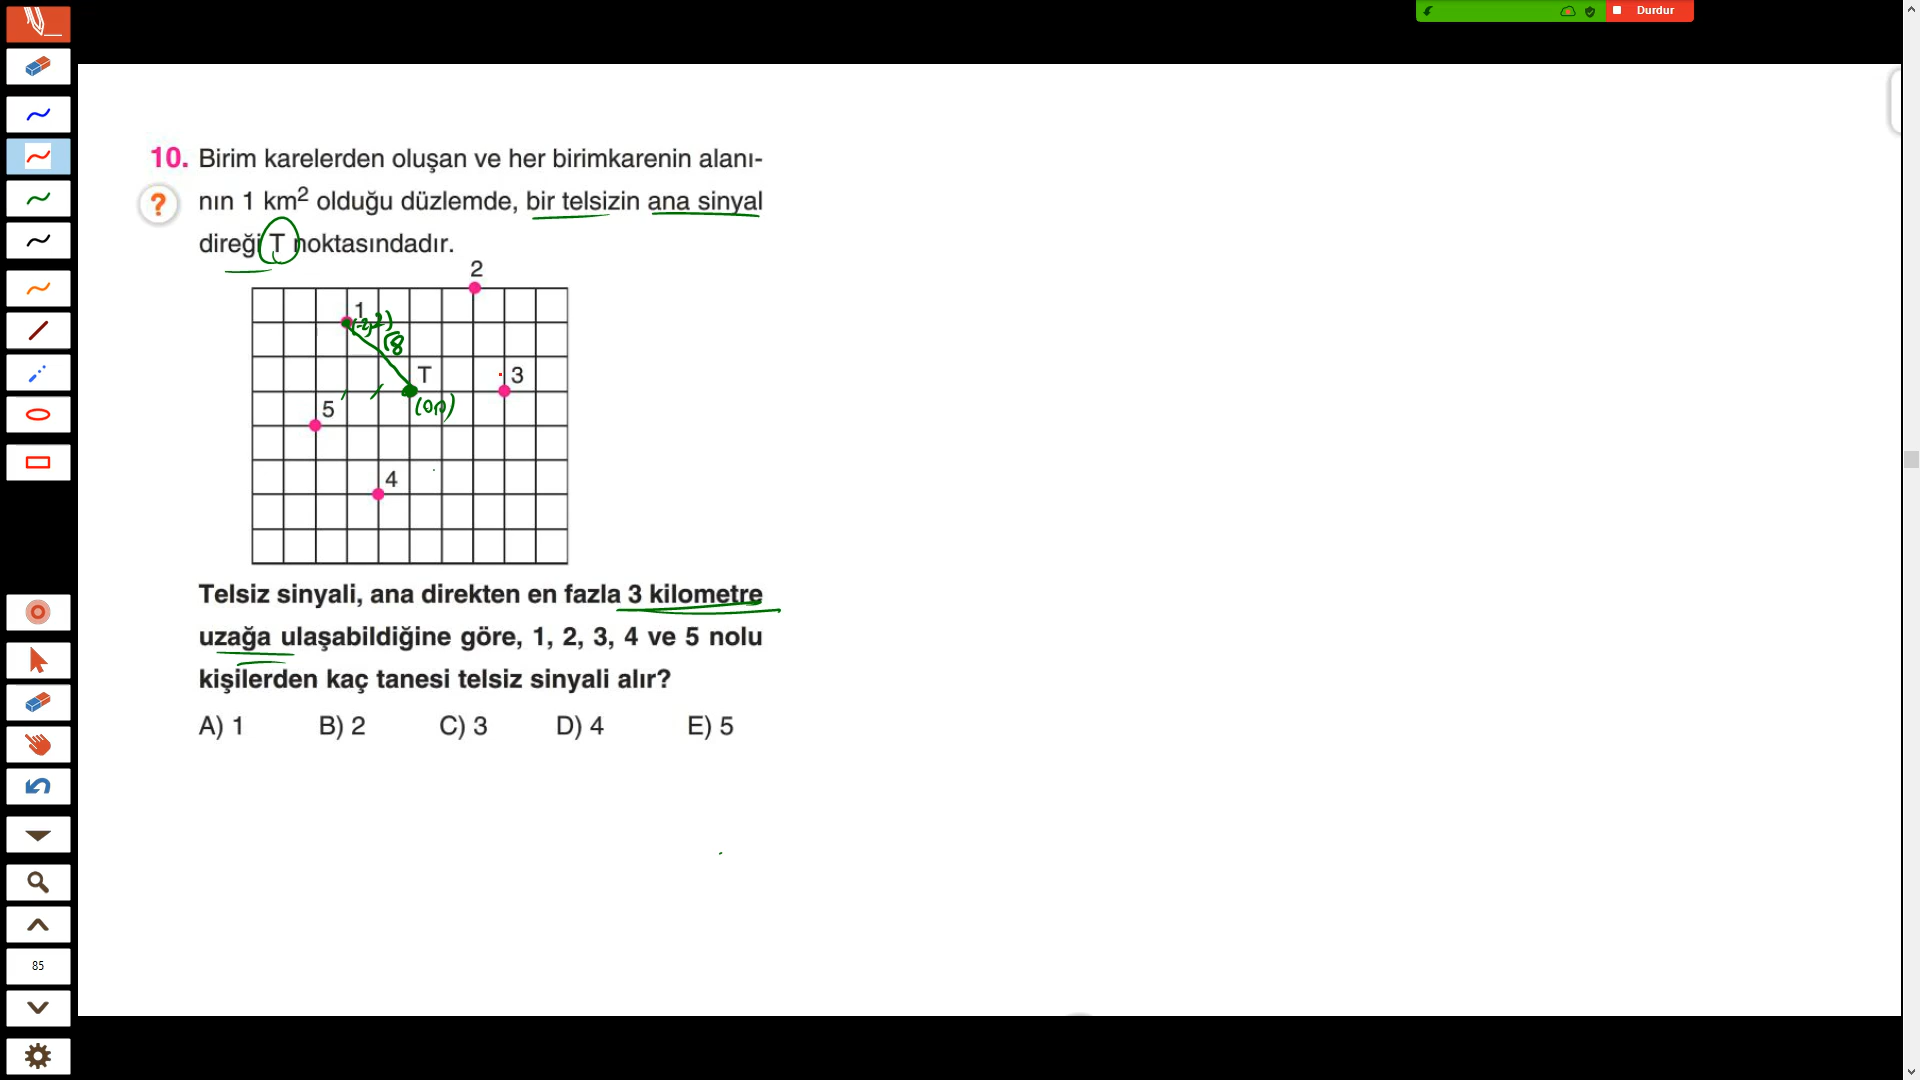 Durdur
10. Birim karelerden oluşan ve her birimkarenin alanı-
nın 1 km² olduğu düzlemde, bir telsizin ana sinyal
direği T noktasındadır.
?
2
1
(-2,2)
√8
T
3
(0,0)
5
4
Telsiz sinyali, ana direkten en fazla 3 kilometre
uzağa ulaşabildiğine göre, 1, 2, 3, 4 ve 5 nolu
kişilerden kaç tanesi telsiz sinyali alır?
A) 1 B) 2 C) 3 D) 4 E) 5
85